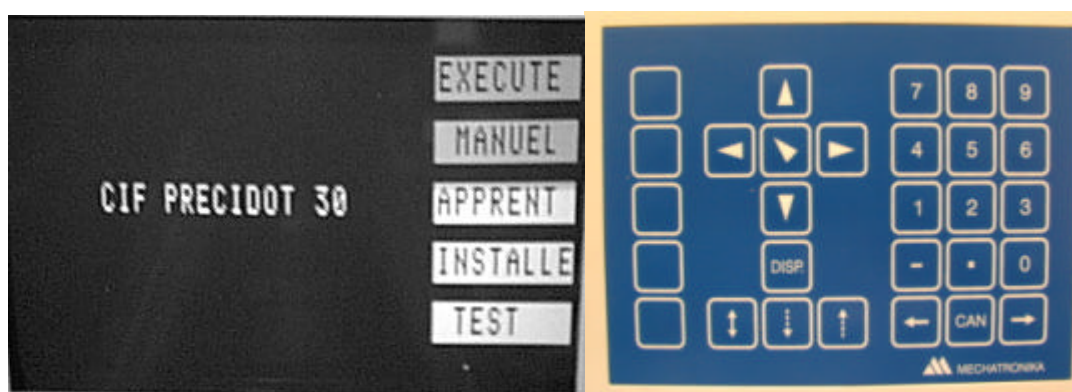 EXECUTE
MANUEL
CIF PRECIDOT 30
APPRENT
INSTALLE
TEST
7 8 9
4 5 6
1 2 3
DISP.
- . 0
CAN
MECHATRONIKA